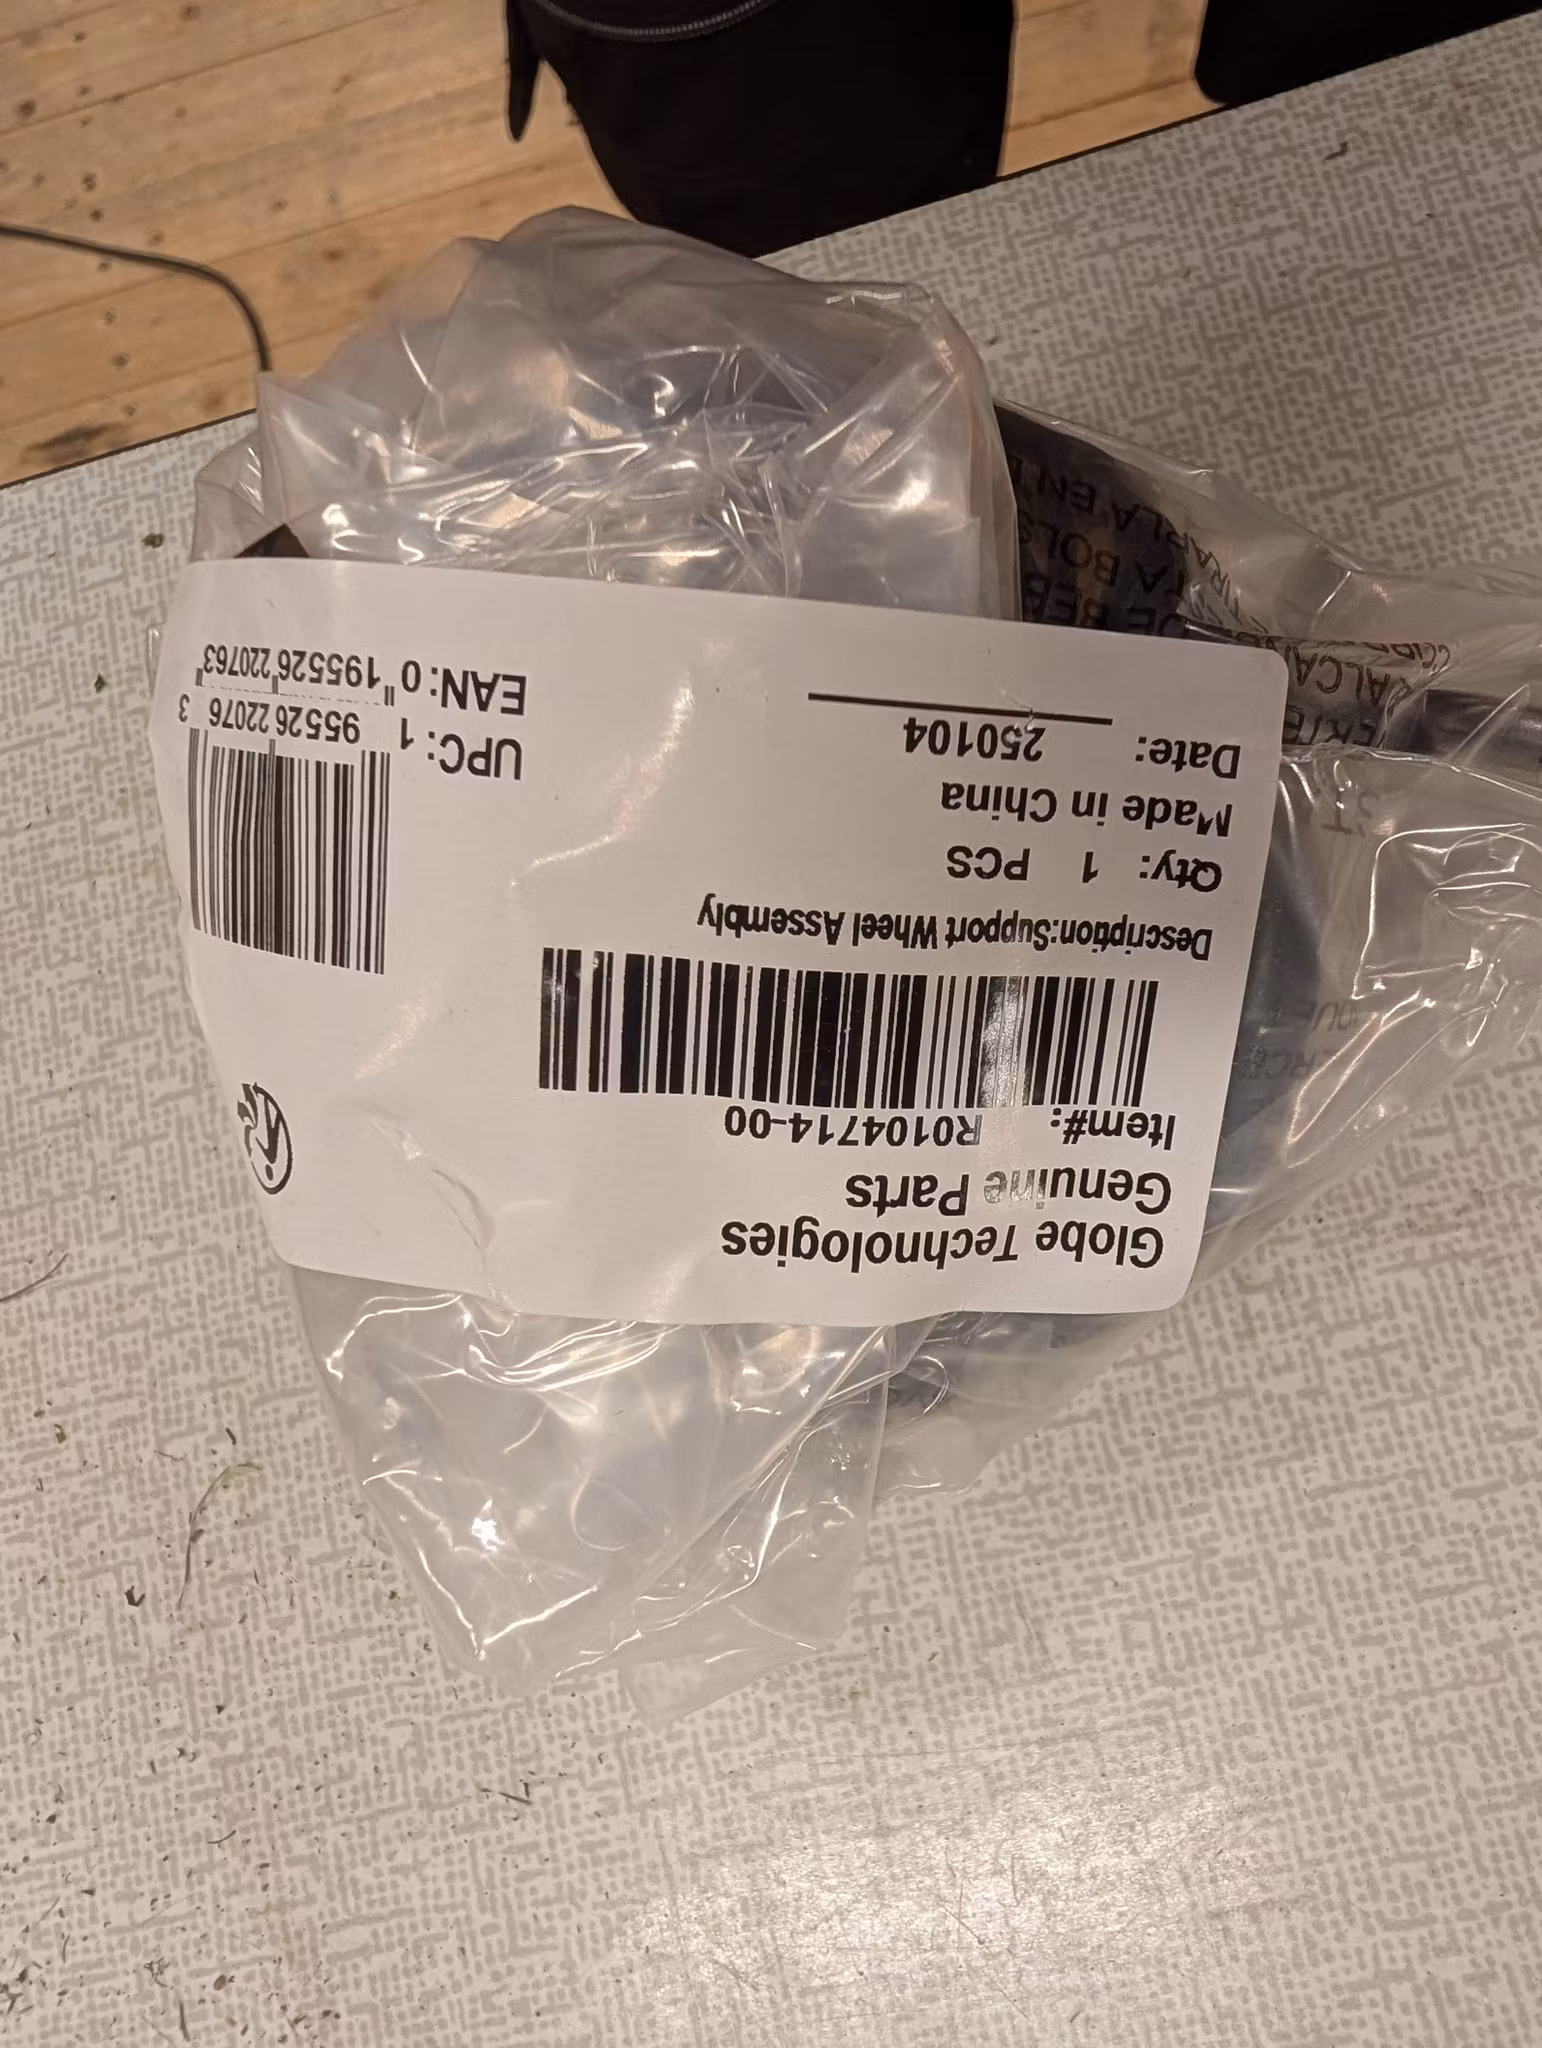 Globe Technologies
Genuine Parts
Item#: R0104714-00
Description:Support Wheel Assembly
Qty: 1 PCS
Made in China
Date: 250104
UPC: 1 95526 22076 3
EAN: 0"195526"220763"